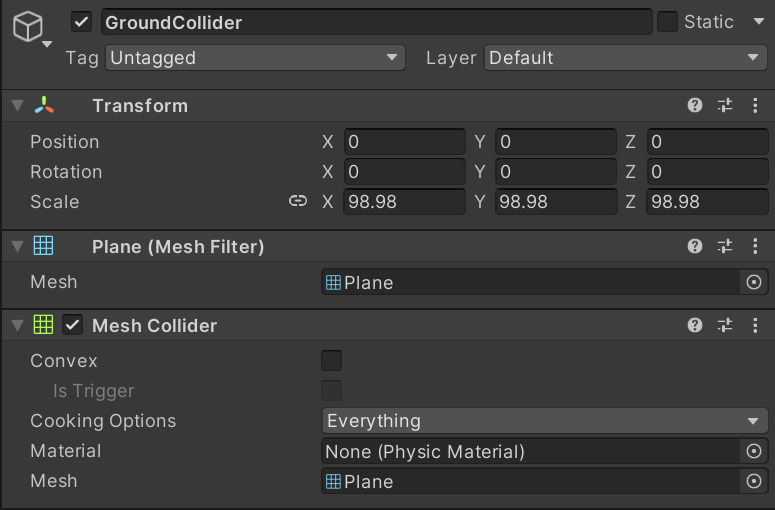 GroundCollider Static
Tag Untagged Layer Default
Transform
Position X 0 Y 0 Z 0
Rotation X 0 Y 0 Z 0
Scale X 98.98 Y 98.98 Z 98.98
Plane (Mesh Filter)
Mesh Plane
Mesh Collider
Convex
Is Trigger
Cooking Options Everything
Material None (Physic Material)
Mesh Plane